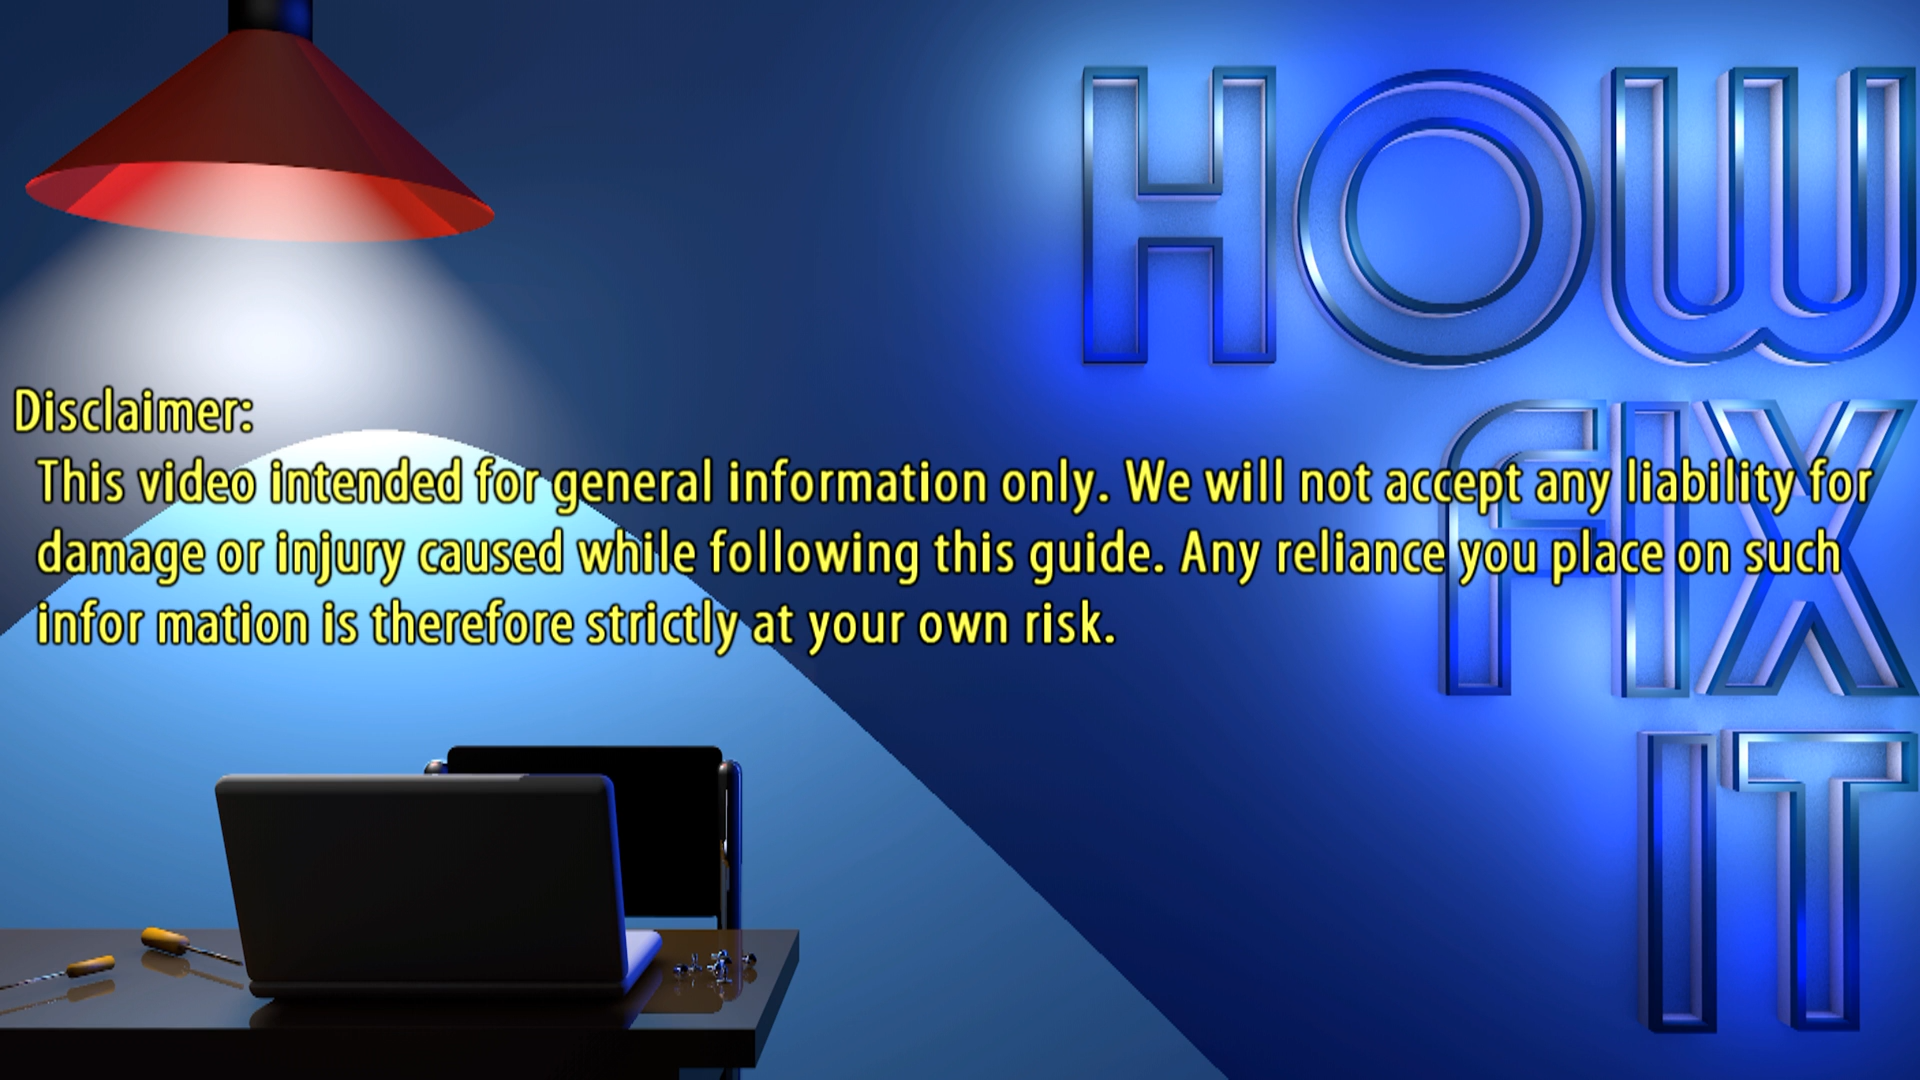 HOW
FIX
IT
Disclaimer:
This video intended for general information only. We will not accept any liability for
damage or injury caused while following this guide. Any reliance you place on such
infor mation is therefore strictly at your own risk.